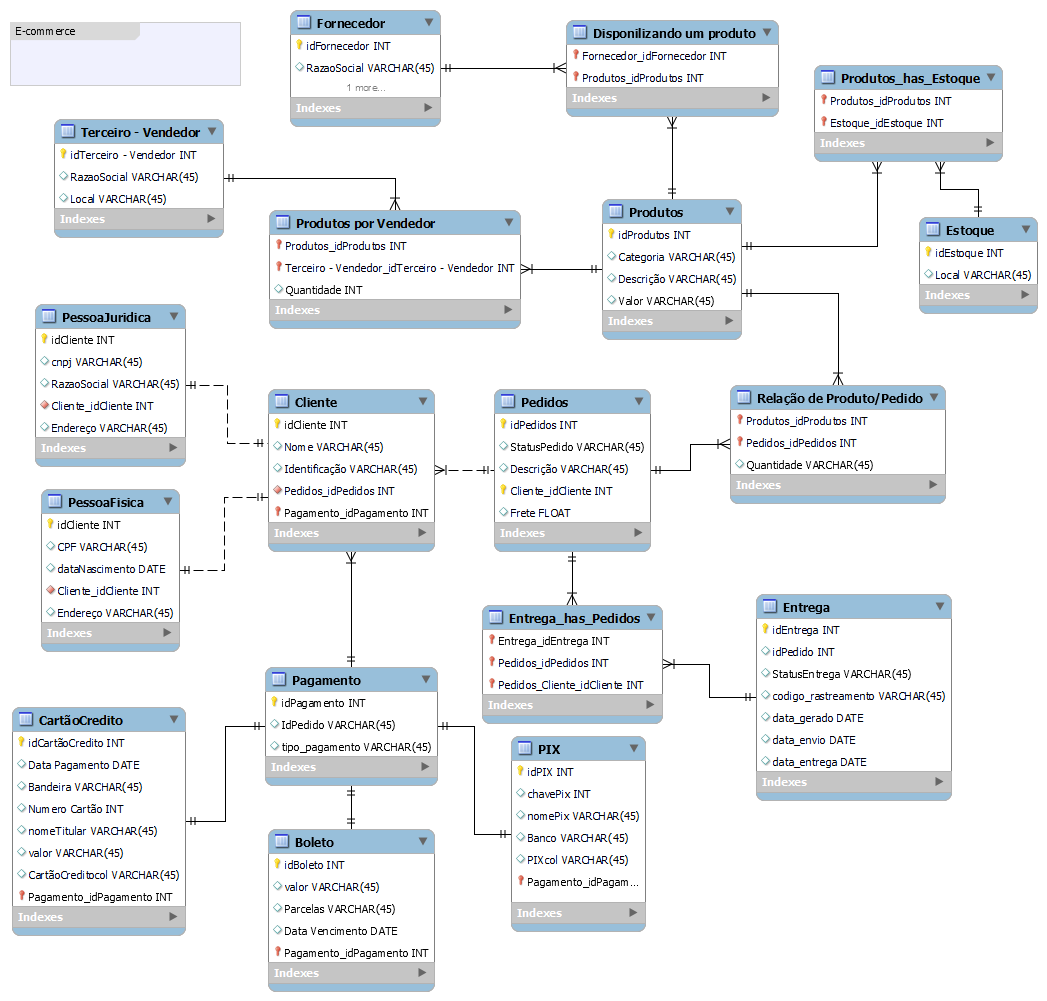 E-commerce
Fornecedor
idFornecedor INT
RazaoSocial VARCHAR(45)
1 more...
Indexes
Disponilizando um produto
Fornecedor_idFornecedor INT
Produtos_idProdutos INT
Indexes
Produtos_has_Estoque
Produtos_idProdutos INT
Estoque_idEstoque INT
Indexes
Terceiro - Vendedor
idTerceiro - Vendedor INT
RazaoSocial VARCHAR(45)
Local VARCHAR(45)
Indexes
Produtos por Vendedor
Produtos_idProdutos INT
Terceiro - Vendedor_idTerceiro - Vendedor INT
Quantidade INT
Indexes
Produtos
idProdutos INT
Categoria VARCHAR(45)
Descrição VARCHAR(45)
Valor VARCHAR(45)
Indexes
Estoque
idEstoque INT
Local VARCHAR(45)
Indexes
PessoaJuridica
idCliente INT
cnpj VARCHAR(45)
RazaoSocial VARCHAR(45)
Cliente_idCliente INT
Endereço VARCHAR(45)
Indexes
Cliente
idCliente INT
Nome VARCHAR(45)
Identificação VARCHAR(45)
Pedidos_idPedidos INT
Pagamento_idPagamento INT
Indexes
Pedidos
idPedidos INT
StatusPedido VARCHAR(45)
Descrição VARCHAR(45)
Cliente_idCliente INT
Frete FLOAT
Indexes
Relação de Produto/Pedido
Produtos_idProdutos INT
Pedidos_idPedidos INT
Quantidade VARCHAR(45)
Indexes
PessoaFisica
idCliente INT
CPF VARCHAR(45)
dataNascimento DATE
Cliente_idCliente INT
Endereço VARCHAR(45)
Indexes
Entrega_has_Pedidos
Entrega_idEntrega INT
Pedidos_idPedidos INT
Pedidos_Cliente_idCliente INT
Indexes
Entrega
idEntrega INT
idPedido INT
StatusEntrega VARCHAR(45)
codigo_rastreamento VARCHAR(45)
data_gerado DATE
data_envio DATE
data_entrega DATE
Indexes
Pagamento
idPagamento INT
IdPedido VARCHAR(45)
tipo_pagamento VARCHAR(45)
Indexes
CartãoCredito
idCartãoCredito INT
Data Pagamento DATE
Bandeira VARCHAR(45)
Numero Cartão INT
nomeTitular VARCHAR(45)
valor VARCHAR(45)
CartãoCreditocol VARCHAR(45)
Pagamento_idPagamento INT
Indexes
PIX
idPIX INT
chavePix INT
nomePix VARCHAR(45)
Banco VARCHAR(45)
PIXcol VARCHAR(45)
Pagamento_idPagam...
Indexes
Boleto
idBoleto INT
valor VARCHAR(45)
Parcelas VARCHAR(45)
Data Vencimento DATE
Pagamento_idPagamento INT
Indexes